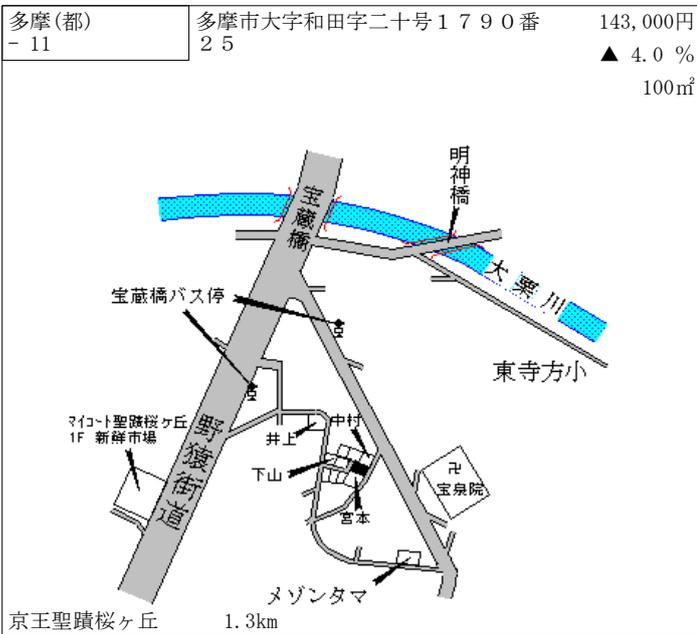 多摩(都)
- 11
多摩市大字和田字二十号１７９０番
２５
143,000円
▲ 4.0 %
100㎡
明神橋
宝蔵橋
大栗川
宝蔵橋バス停
東寺方小
マイコート聖蹟桜ヶ丘
1F 新鮮市場
野猿街道
井上
中村
下山
宮本
卍
宝泉院
メゾンタマ
京王聖蹟桜ヶ丘
1.3km